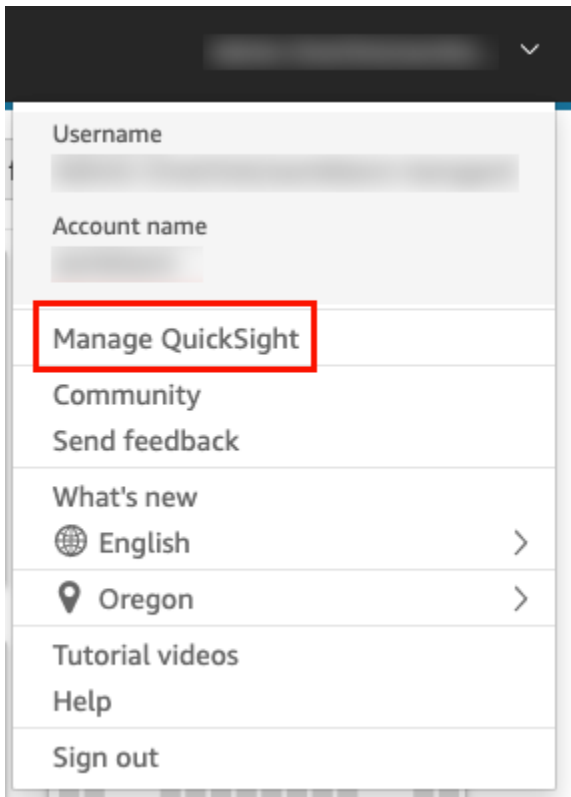 Username
Account name
Manage QuickSight
Community
Send feedback
What's new
English
Oregon
Tutorial videos
Help
Sign out